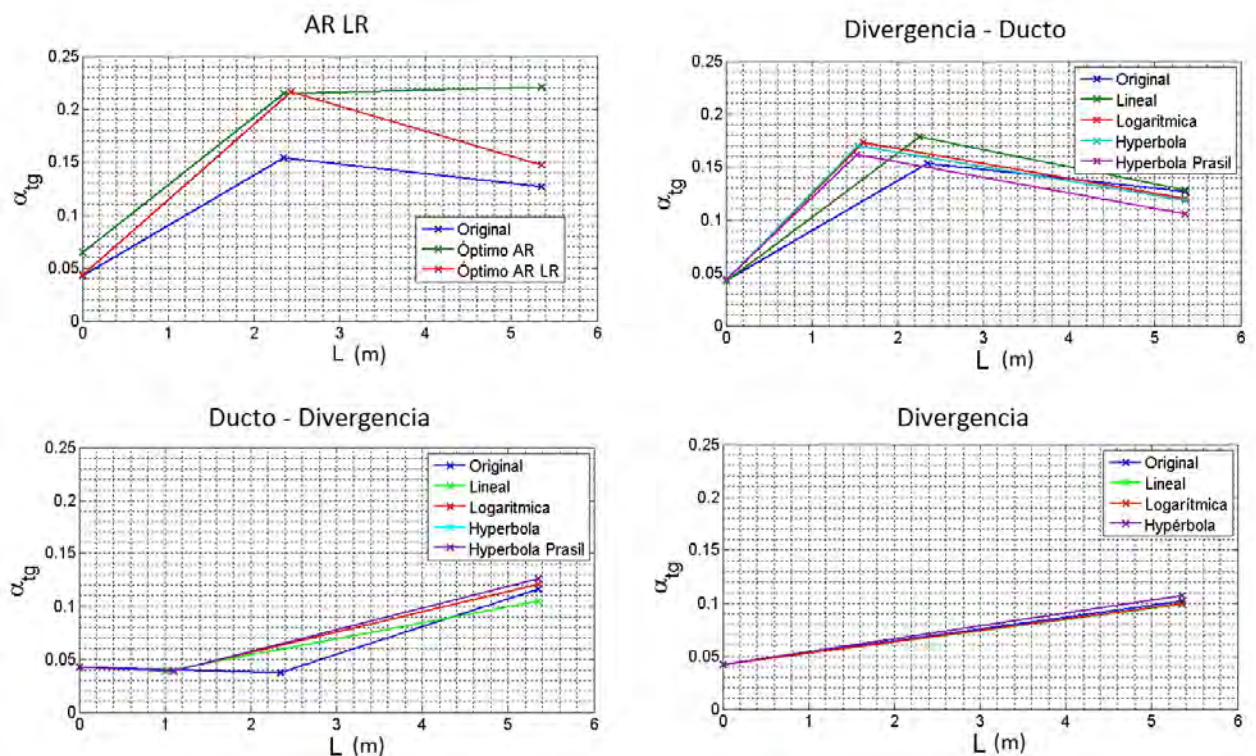 AR LR
0.25
0.2
0.15
0.1
0.05
0
α_tg
0 1 2 3 4 5 6
L (m)
Original
Óptimo AR
Óptimo AR LR
Divergencia - Ducto
0.25
0.2
0.15
0.1
0.05
0
α_tg
0 1 2 3 4 5 6
L (m)
Original
Lineal
Logaritmica
Hyperbola
Hyperbola Prasil
Ducto - Divergencia
0.25
0.2
0.15
0.1
0.05
0
α_tg
0 1 2 3 4 5 6
L (m)
Original
Lineal
Logaritmica
Hyperbola
Hyperbola Prasil
Divergencia
0.25
0.2
0.15
0.1
0.05
0
α_tg
0 1 2 3 4 5 6
L (m)
Original
Lineal
Logarítmica
Hypérbola